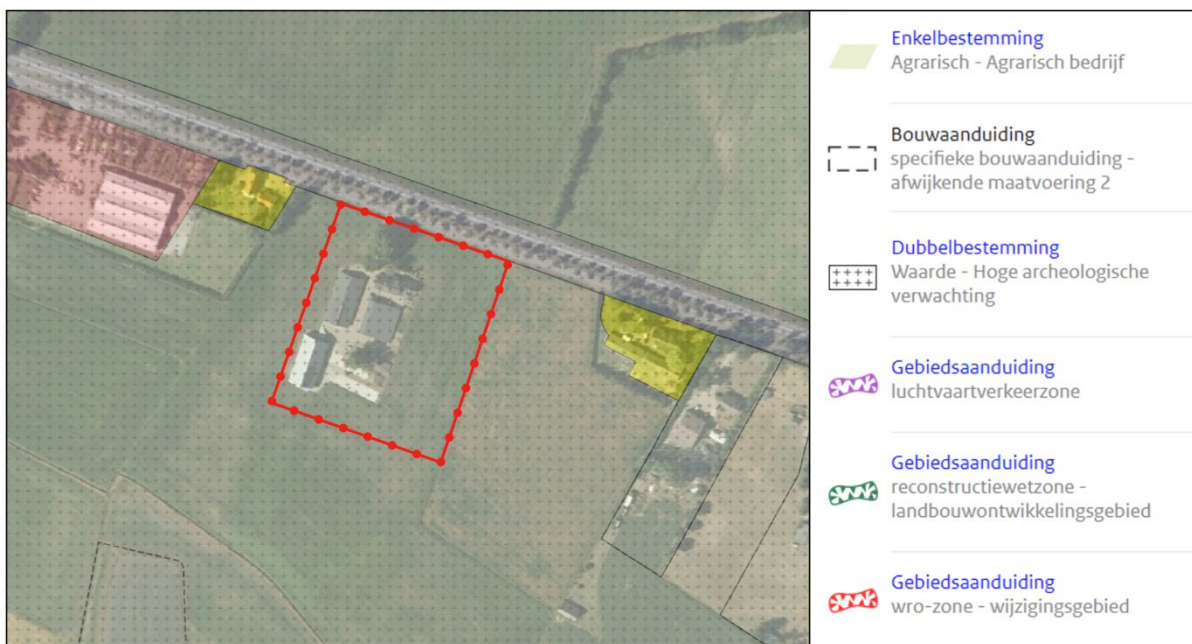 Enkelbestemming
Agrarisch - Agrarisch bedrijf
Bouwaanduiding
specifieke bouwaanduiding -
afwijkende maatvoering 2
Dubbelbestemming
Waarde - Hoge archeologische
verwachting
Gebiedsaanduiding
luchtvaartverkeerzone
Gebiedsaanduiding
reconstructiewetzone -
landbouwontwikkelingsgebied
Gebiedsaanduiding
wro-zone - wijzigingsgebied